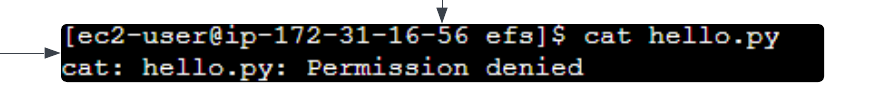 [ec2-user@ip-172-31-16-56 efs]$ cat hello.py
cat: hello.py: Permission denied